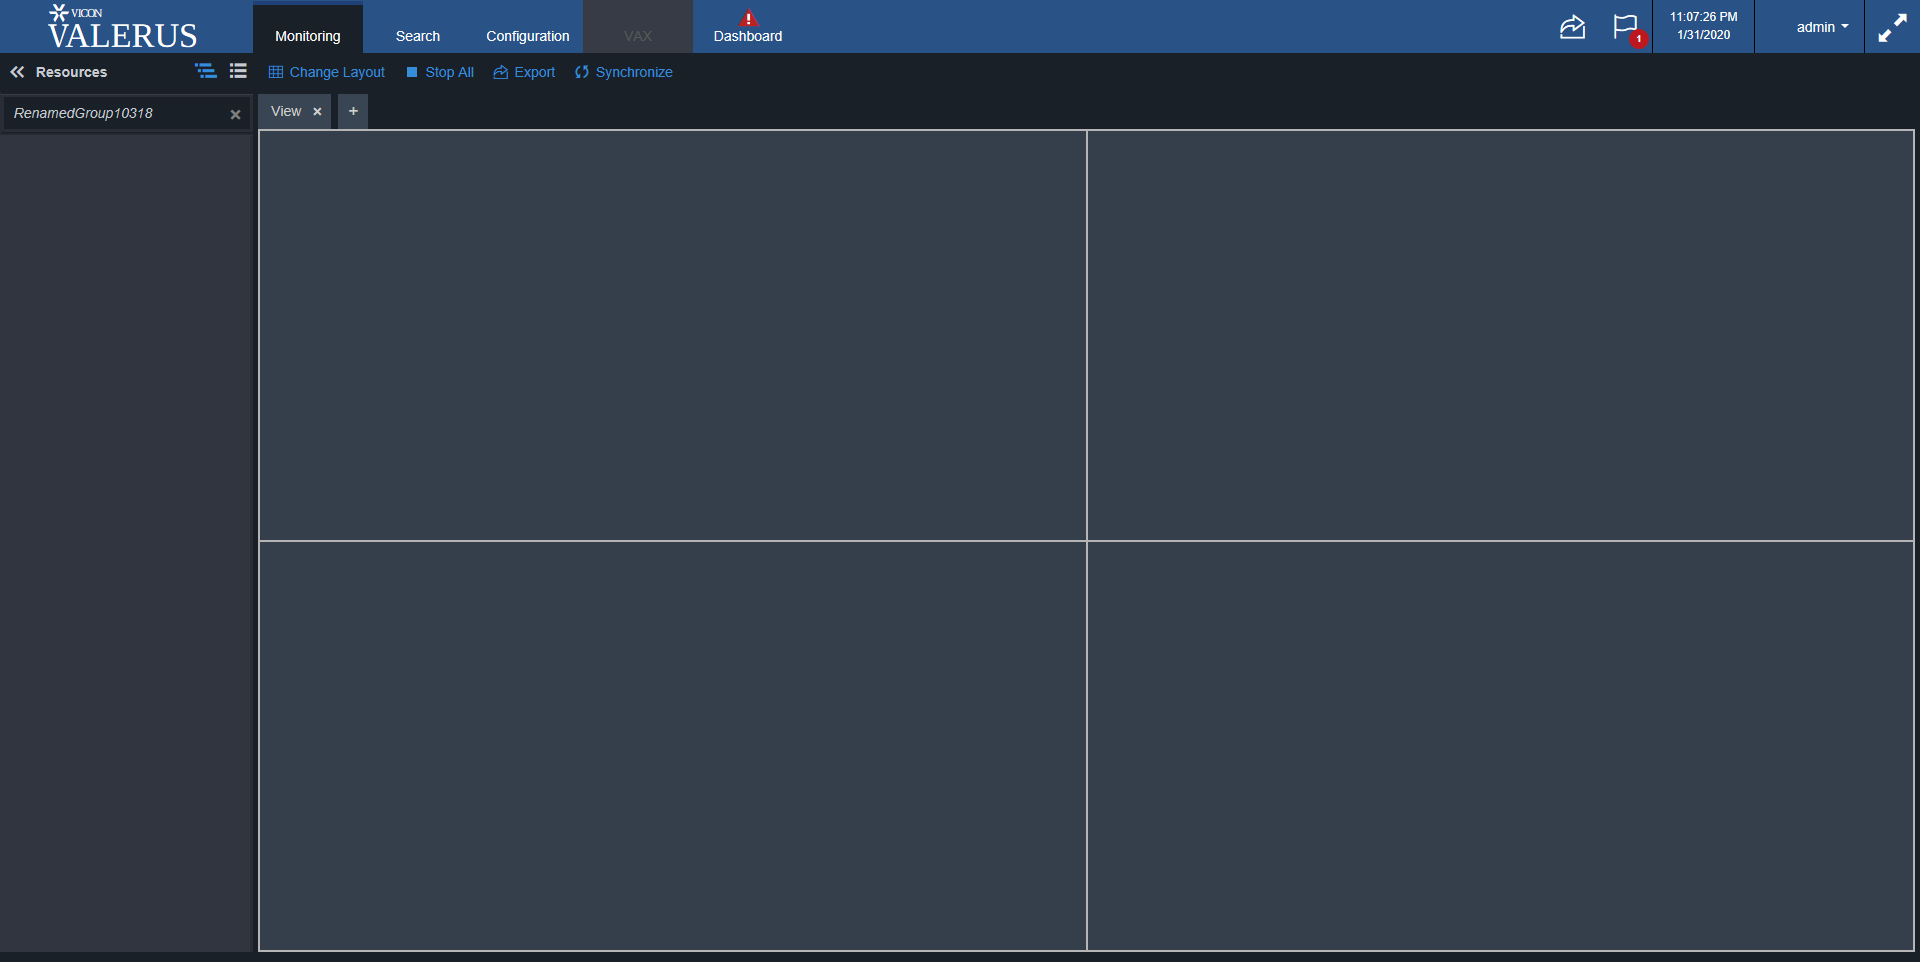 VICON
VALERUS
Monitoring
Search
Configuration
VAX
Dashboard
1
11:07:26 PM
1/31/2020
admin
Resources
Change Layout
Stop All
Export
Synchronize
RenamedGroup10318
View
+